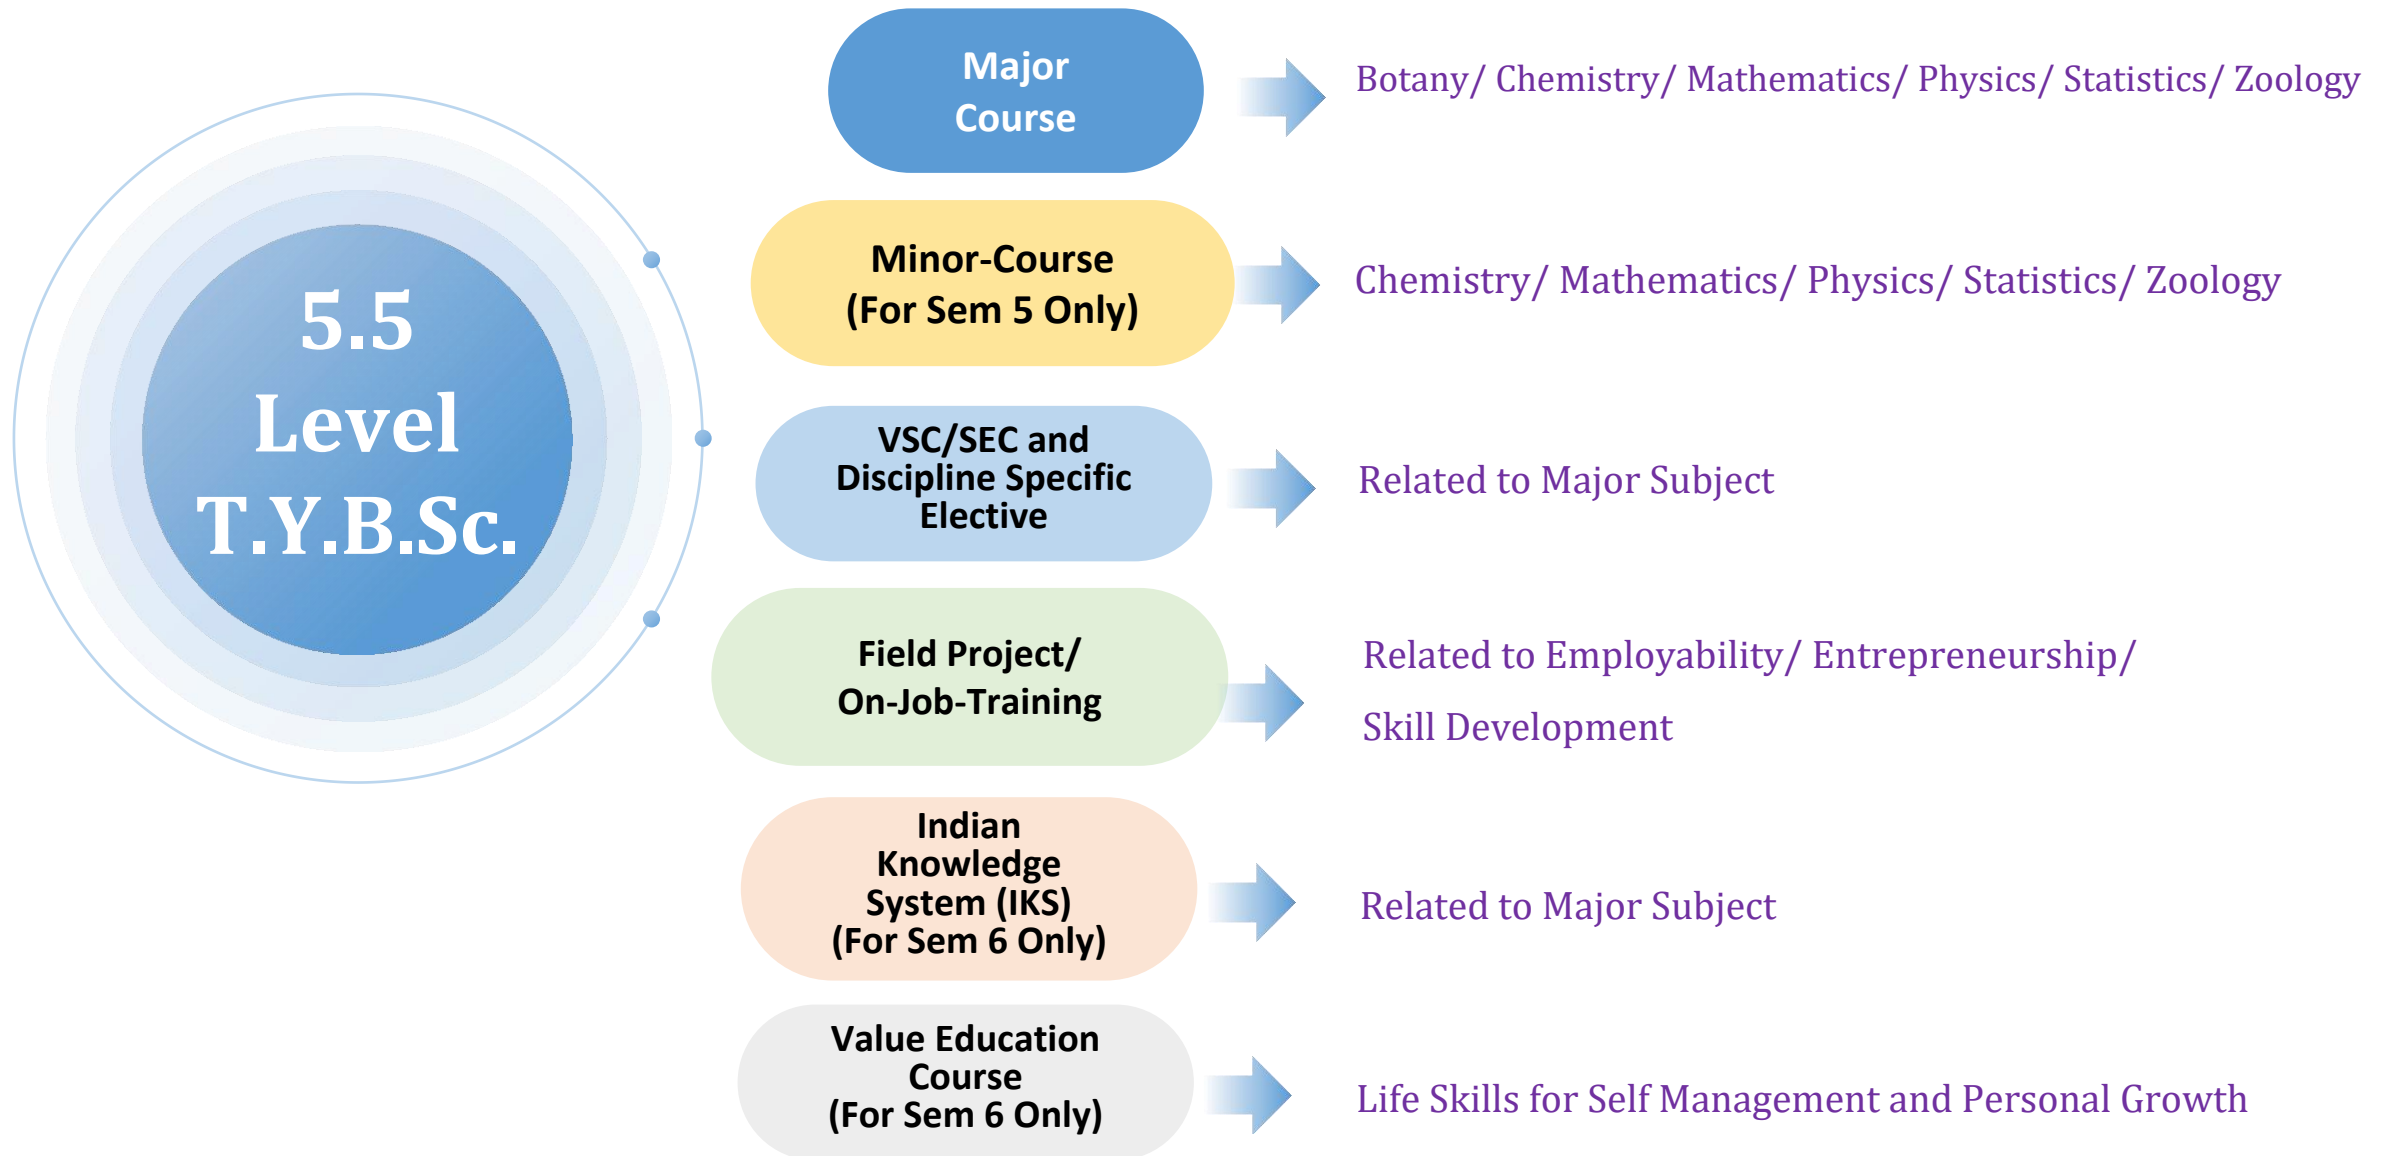 5.5
Level
T.Y.B.Sc.
Major
Course
Botany/ Chemistry/ Mathematics/ Physics/ Statistics/ Zoology
Minor-Course
(For Sem 5 Only)
Chemistry/ Mathematics/ Physics/ Statistics/ Zoology
VSC/SEC and
Discipline Specific
Elective
Related to Major Subject
Field Project/
On-Job-Training
Related to Employability/ Entrepreneurship/
Skill Development
Indian
Knowledge
System (IKS)
(For Sem 6 Only)
Related to Major Subject
Value Education
Course
(For Sem 6 Only)
Life Skills for Self Management and Personal Growth